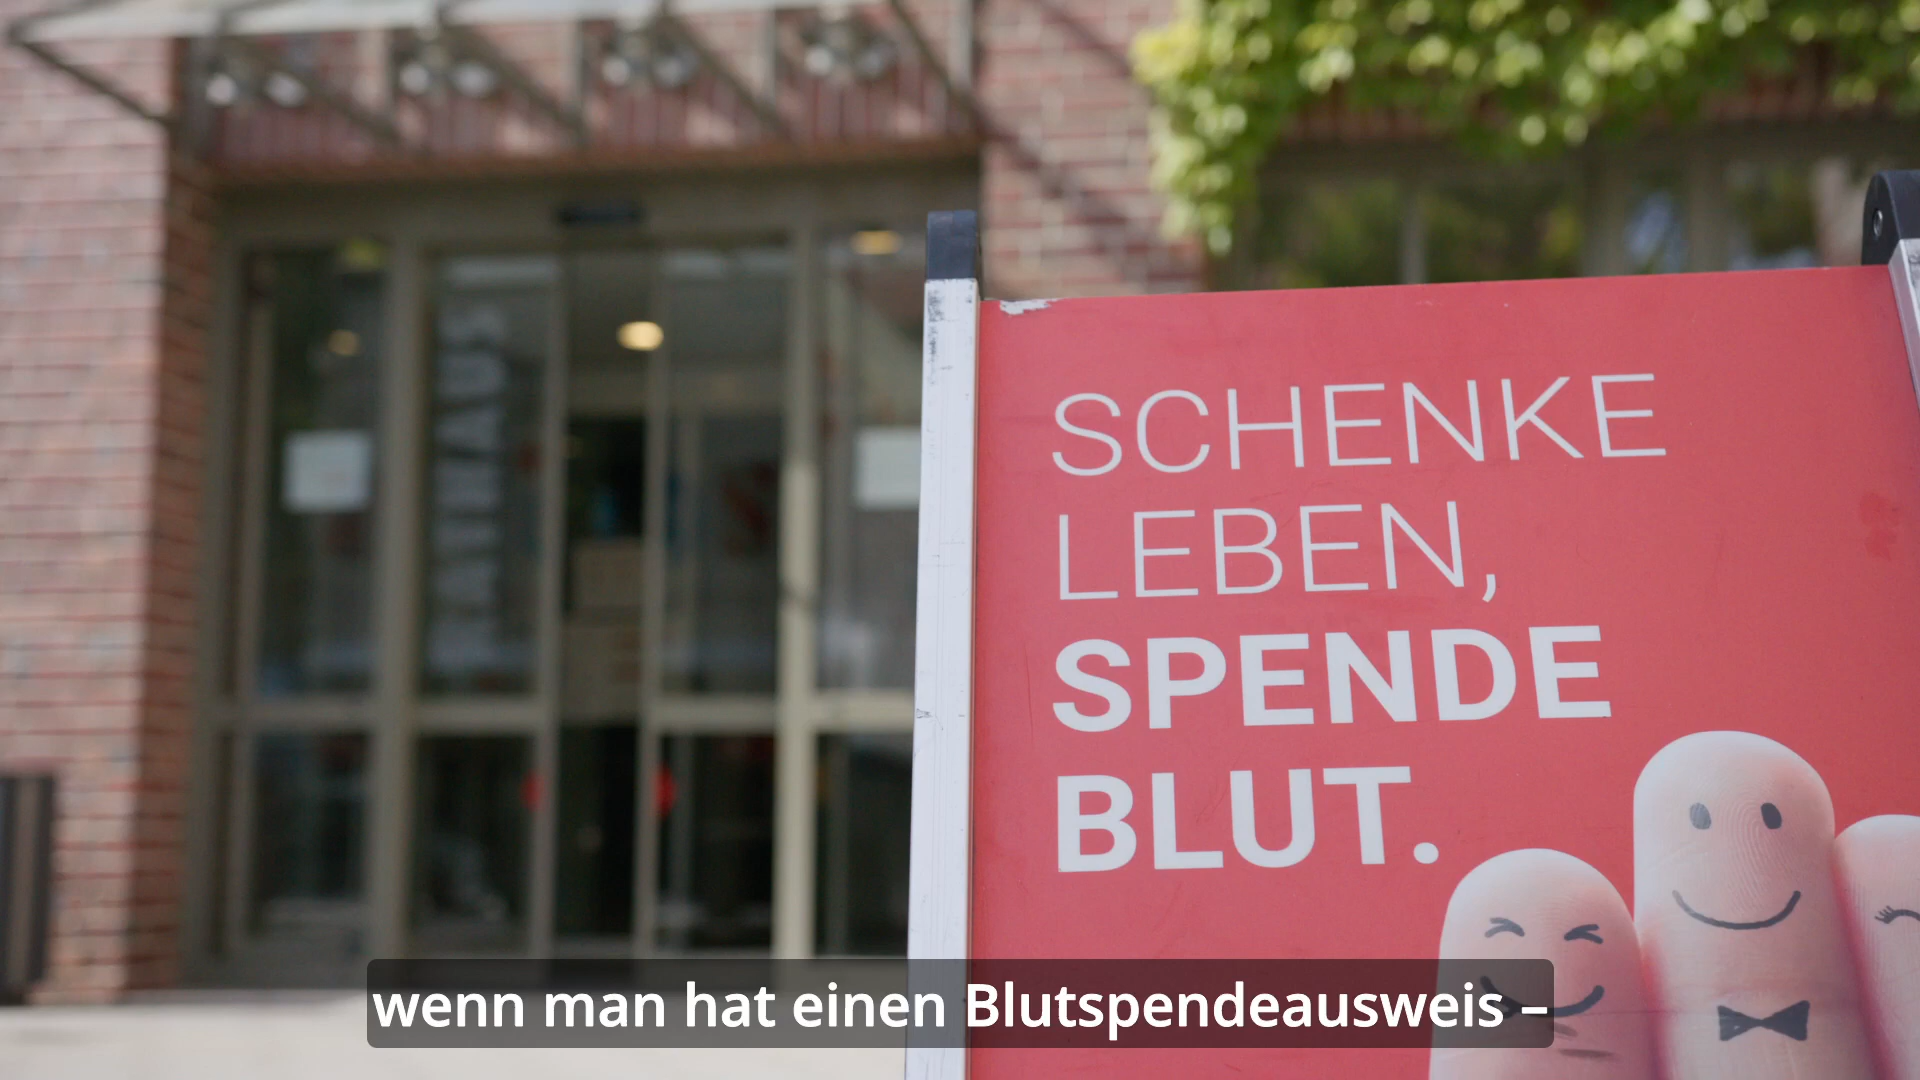 SCHENKE
LEBEN,
SPENDE
BLUT.
wenn man hat einen Blutspendeausweis –